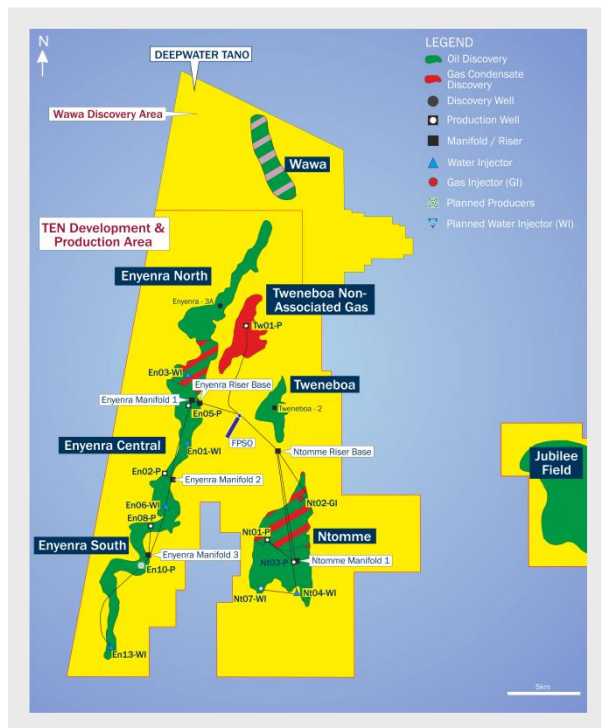 N
DEEPWATER TANO
Wawa Discovery Area
Wawa
LEGEND
Oil Discovery
Gas Condensate
Discovery
Discovery Well
Production Well
Manifold / Riser
Water Injector
Gas Injector (GI)
Planned Producers
Planned Water Injector (WI)
TEN Development &
Production Area
Enyenra North
Enyenra - 3A
Tweneboa Non-
Associated Gas
Tw01-P
En03-WI
Enyenra Riser Base
Enyenra Manifold 1
En05-P
Tweneboa
Tweneboa - 2
FPSO
Enyenra Central
En01-WI
Ntomme Riser Base
En02-P
Enyenra Manifold 2
Nt02-GI
En06-WI
En08-P
Ntomme
Nt01-P
Enyenra South
Enyenra Manifold 3
En10-P
Nt03-P
Ntomme Manifold 1
Nt07-WI
Nt04-WI
En13-WI
Jubilee
Field
5km